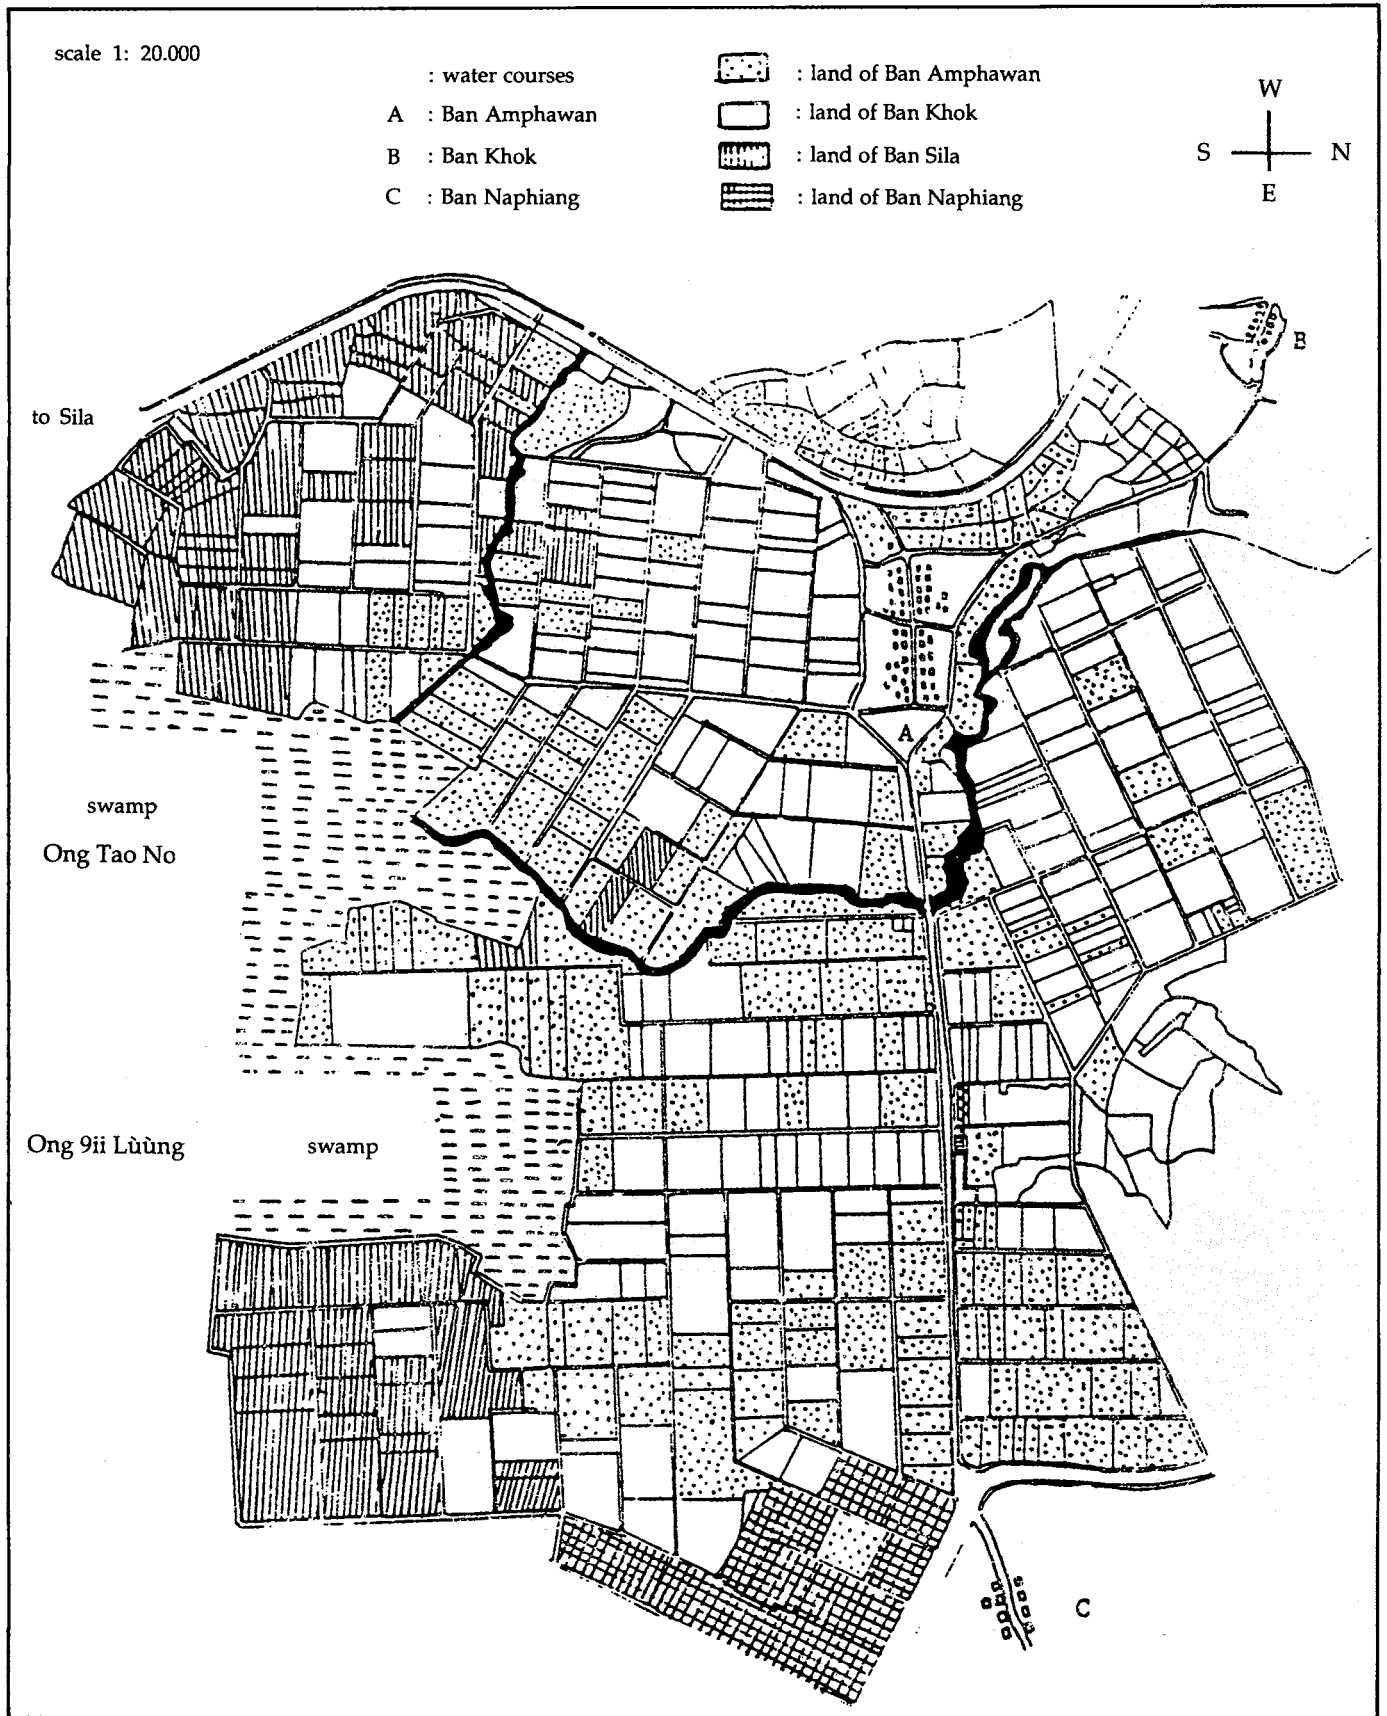 scale 1: 20.000
: water courses
A : Ban Amphawan
B : Ban Khok
C : Ban Naphiang
: land of Ban Amphawan
: land of Ban Khok
: land of Ban Sila
: land of Ban Naphiang
W
S N
E
B
to Sila
A
swamp
Ong Tao No
Ong 9ii Lùùng
swamp
C